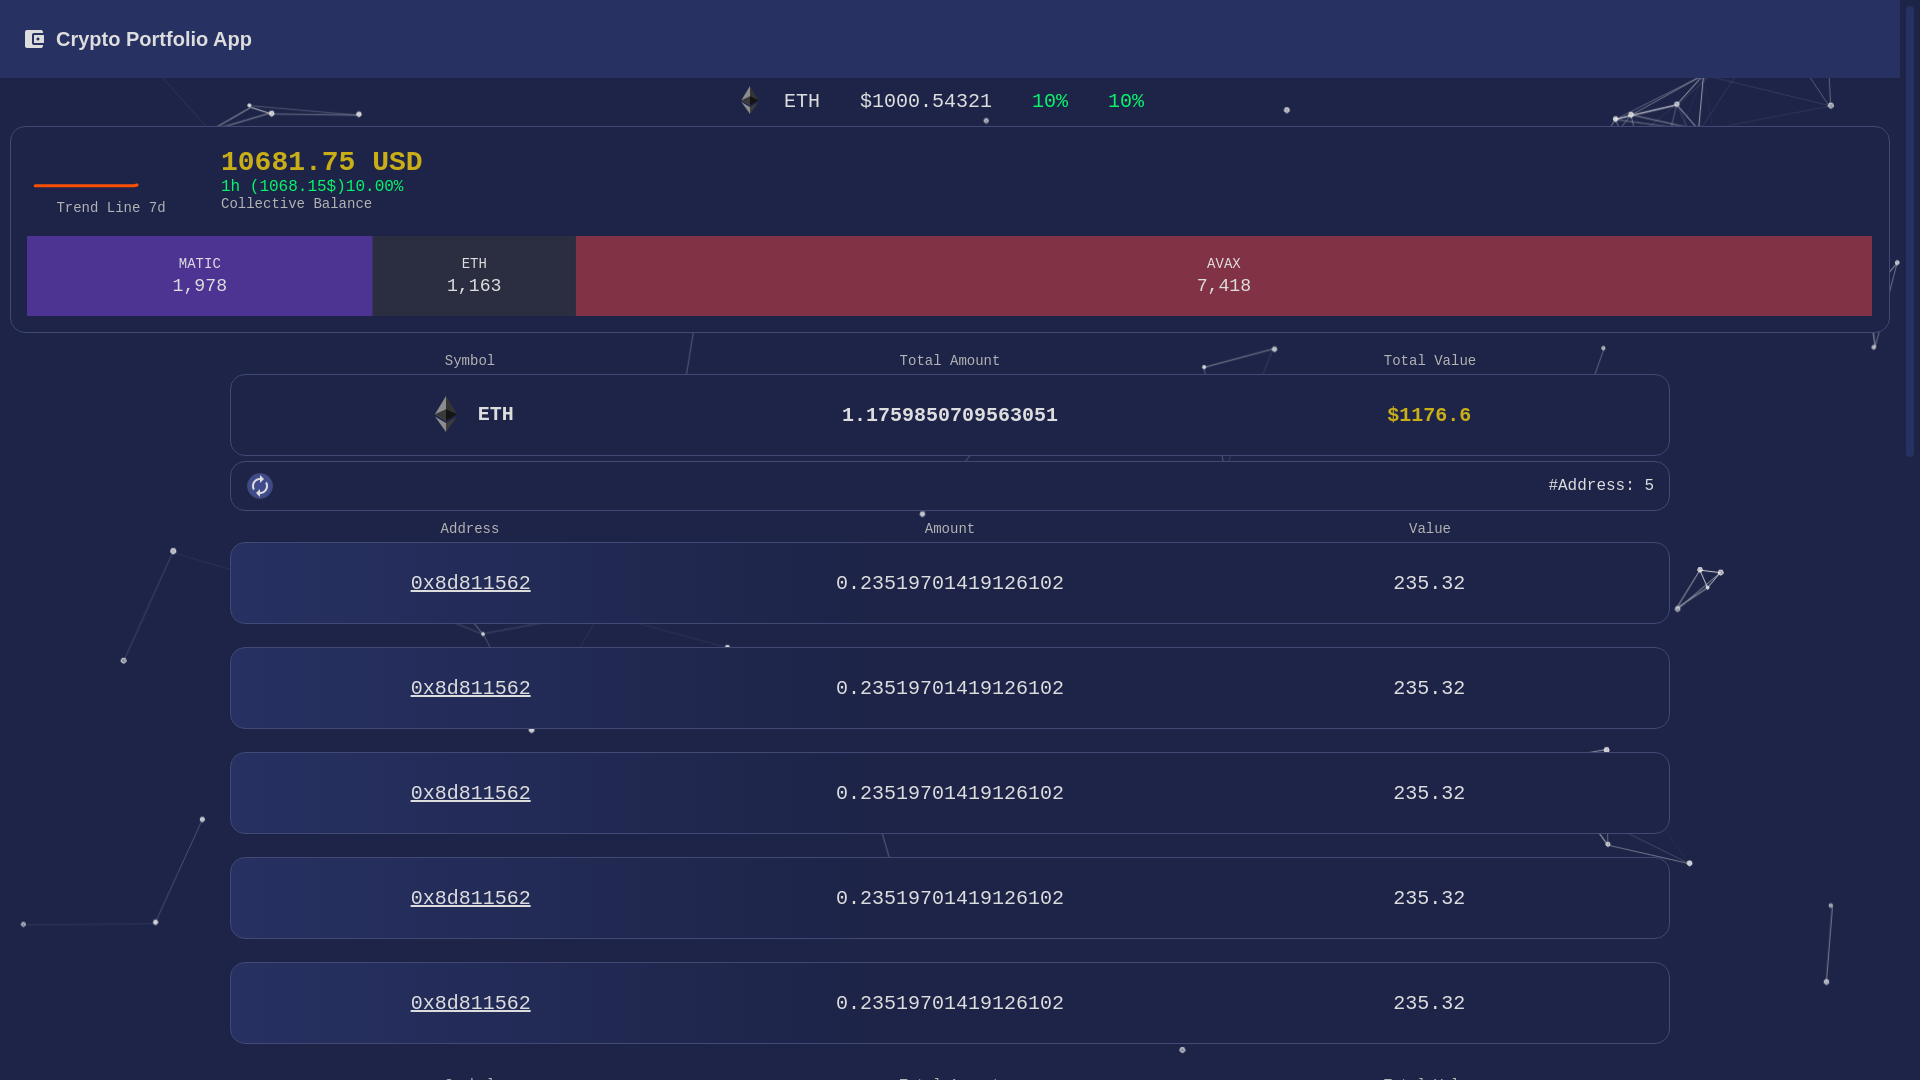 Crypto Portfolio App
ETH $1000.54321 10% 10%
10681.75 USD
1h (1068.15$)10.00%
Collective Balance
Trend Line 7d
MATIC
1,978
ETH
1,163
AVAX
7,418
Symbol Total Amount Total Value
ETH 1.1759850709563051 $1176.6
#Address: 5
Address Amount Value
0x8d811562 0.23519701419126102 235.32
0x8d811562 0.23519701419126102 235.32
0x8d811562 0.23519701419126102 235.32
0x8d811562 0.23519701419126102 235.32
0x8d811562 0.23519701419126102 235.32